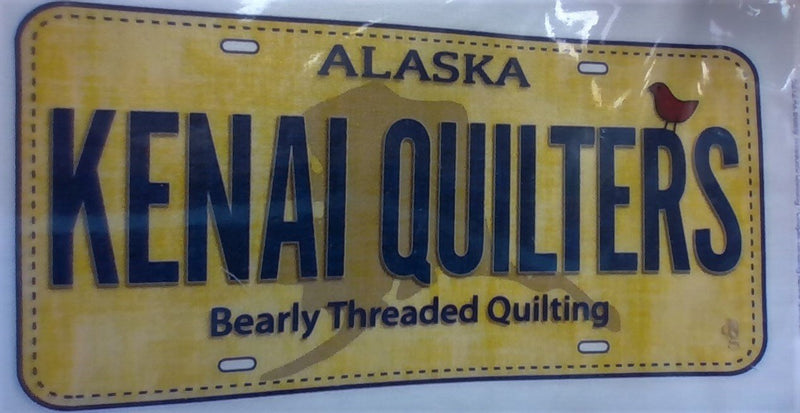 ALASKA
KENAI QUILTERS
Bearly Threaded Quilting